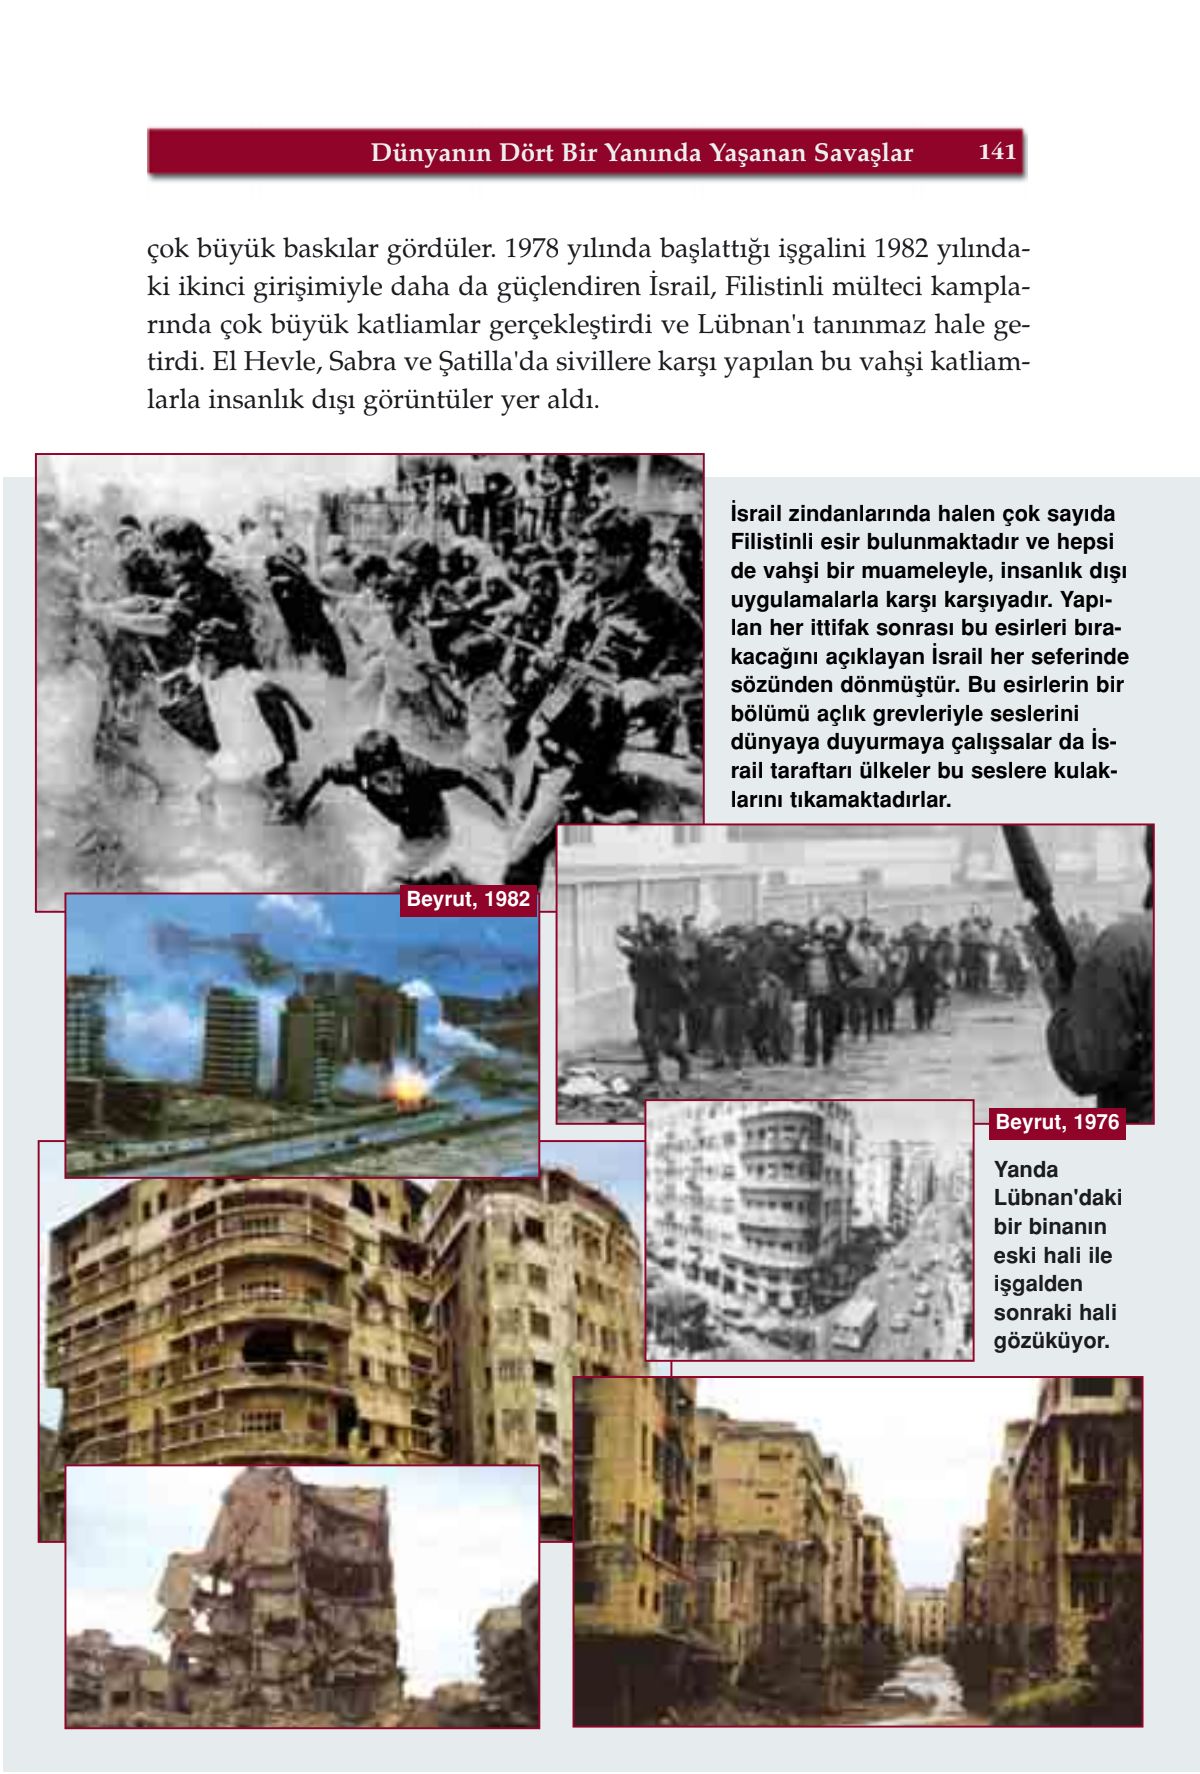 Dünyanın Dört Bir Yanında Yaşanan Savaşlar 141
çok büyük baskılar gördüler. 1978 yılında başlattığı işgalini 1982 yılında-
ki ikinci girişimiyle daha da güçlendiren İsrail, Filistinli mülteci kampla-
rında çok büyük katliamlar gerçekleştirdi ve Lübnan'ı tanınmaz hale ge-
tirdi. El Hevle, Sabra ve Şatilla'da sivillere karşı yapılan bu vahşi katliam-
larla insanlık dışı görüntüler yer aldı.
İsrail zindanlarında halen çok sayıda
Filistinli esir bulunmaktadır ve hepsi
de vahşi bir muameleyle, insanlık dışı
uygulamalarla karşı karşıyadır. Yapı-
lan her ittifak sonrası bu esirleri bıra-
kacağını açıklayan İsrail her seferinde
sözünden dönmüştür. Bu esirlerin bir
bölümü açlık grevleriyle seslerini
dünyaya duyurmaya çalışsalar da İs-
rail taraftarı ülkeler bu seslere kulak-
larını tıkamaktadırlar.
Beyrut, 1982
Beyrut, 1976
Yanda
Lübnan'daki
bir binanın
eski hali ile
işgalden
sonraki hali
gözüküyor.